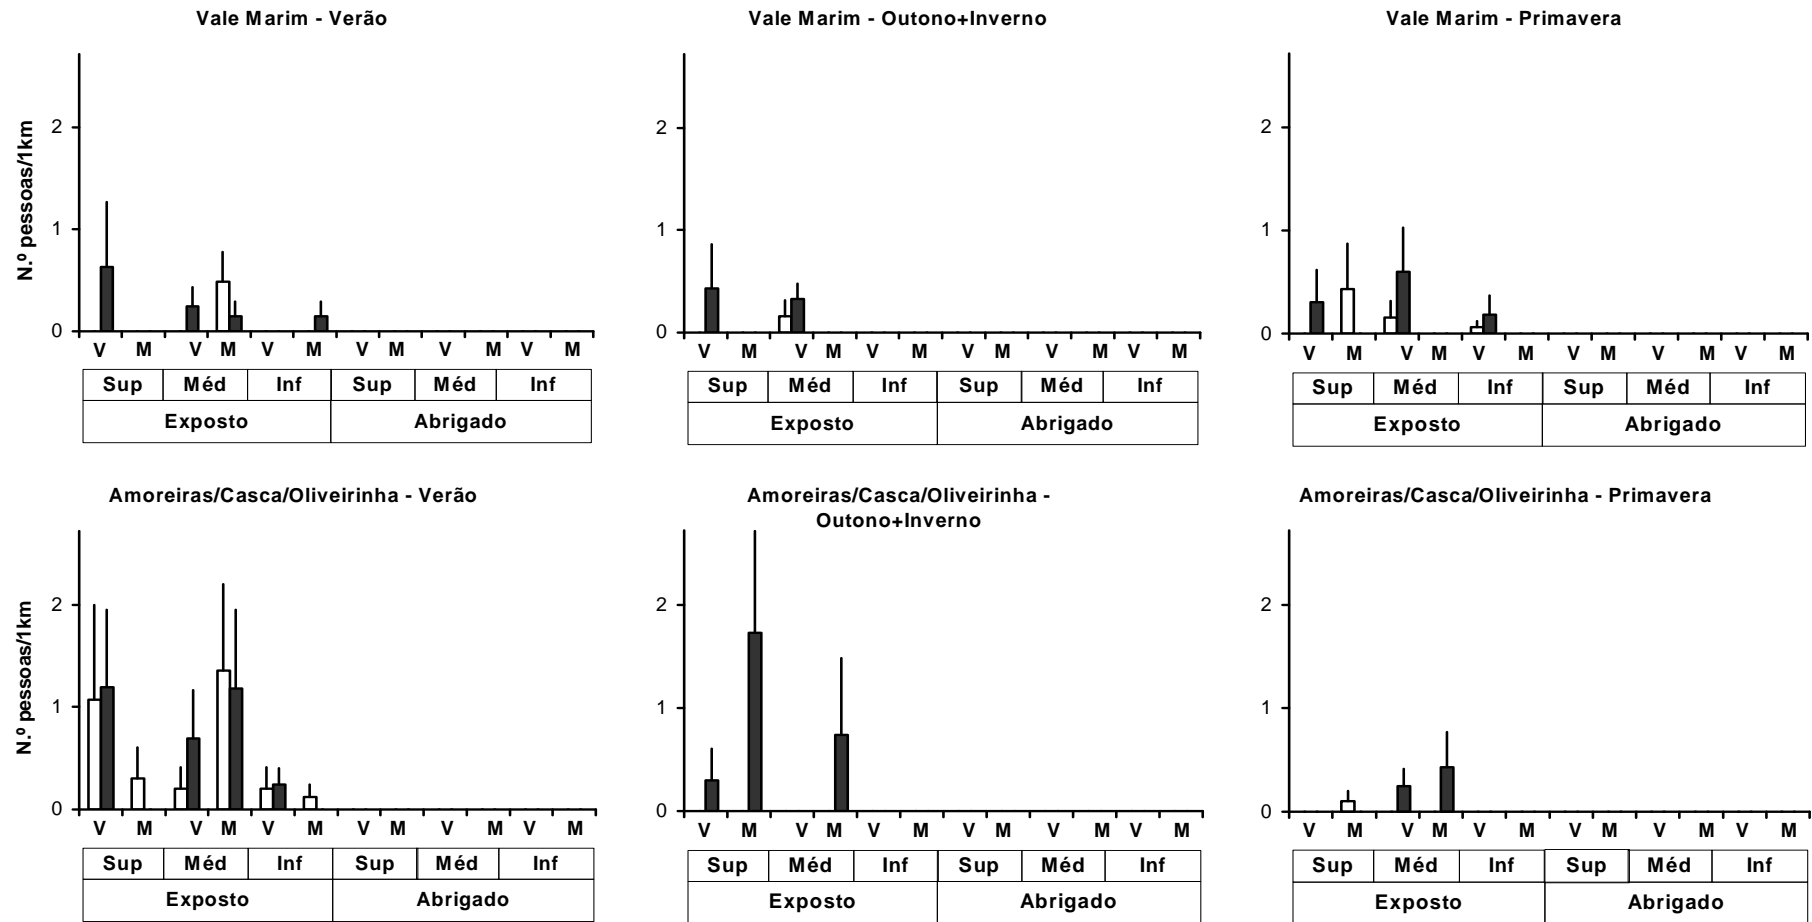 Vale Marim - Verão
N.º pessoas/1km
2
1
0
V M V M V M V M V M V M
Sup Méd Inf Sup Méd Inf
Exposto Abrigado
Vale Marim - Outono+Inverno
2
1
0
V M V M V M V M V M V M
Sup Méd Inf Sup Méd Inf
Exposto Abrigado
Vale Marim - Primavera
2
1
0
V M V M V M V M V M V M
Sup Méd Inf Sup Méd Inf
Exposto Abrigado
Amoreiras/Casca/Oliveirinha - Verão
N.º pessoas/1km
2
1
0
V M V M V M V M V M V M
Sup Méd Inf Sup Méd Inf
Exposto Abrigado
Amoreiras/Casca/Oliveirinha -
Outono+Inverno
2
1
0
V M V M V M V M V M V M
Sup Méd Inf Sup Méd Inf
Exposto Abrigado
Amoreiras/Casca/Oliveirinha - Primavera
2
1
0
V M V M V M V M V M V M
Sup Méd Inf Sup Méd Inf
Exposto Abrigado